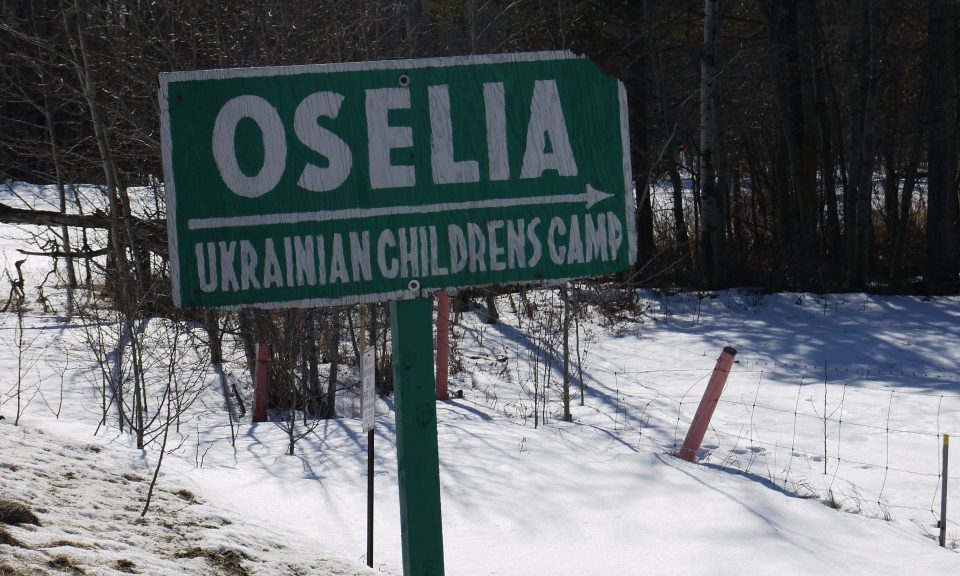 OSELIA
UKRAINIAN CHILDRENS CAMP